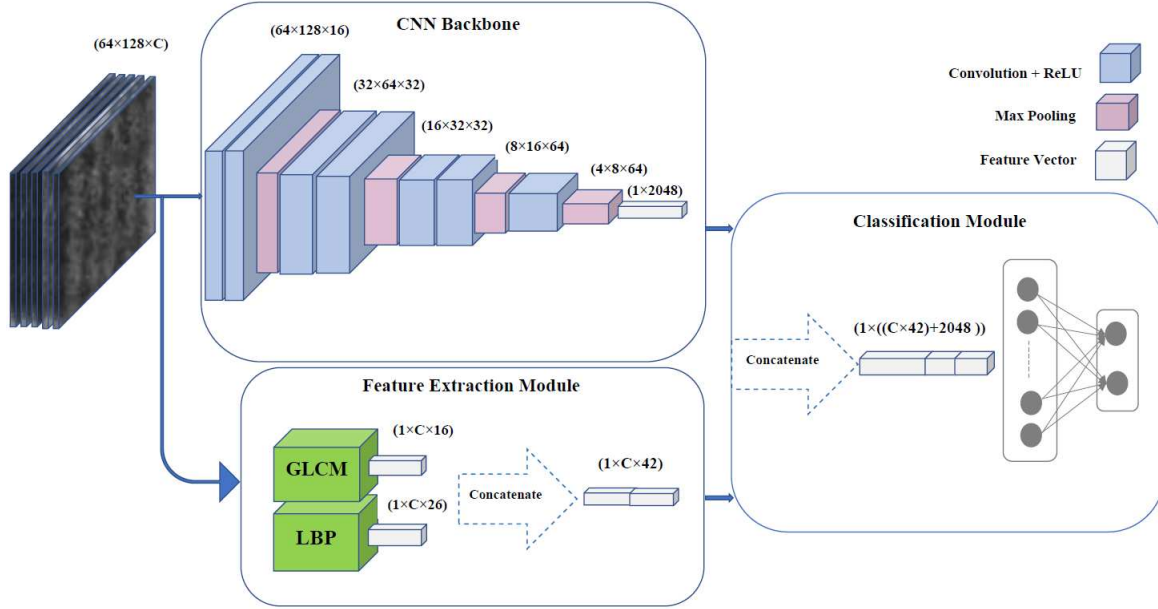 CNN Backbone
(64×128×C)
(64×128×16)
(32×64×32)
(16×32×32)
(8×16×64)
(4×8×64)
(1×2048)
Convolution + ReLU
Max Pooling
Feature Vector
Feature Extraction Module
GLCM
(1×C×16)
LBP
(1×C×26)
Concatenate
(1×C×42)
Classification Module
Concatenate
(1×((C×42)+2048 ))